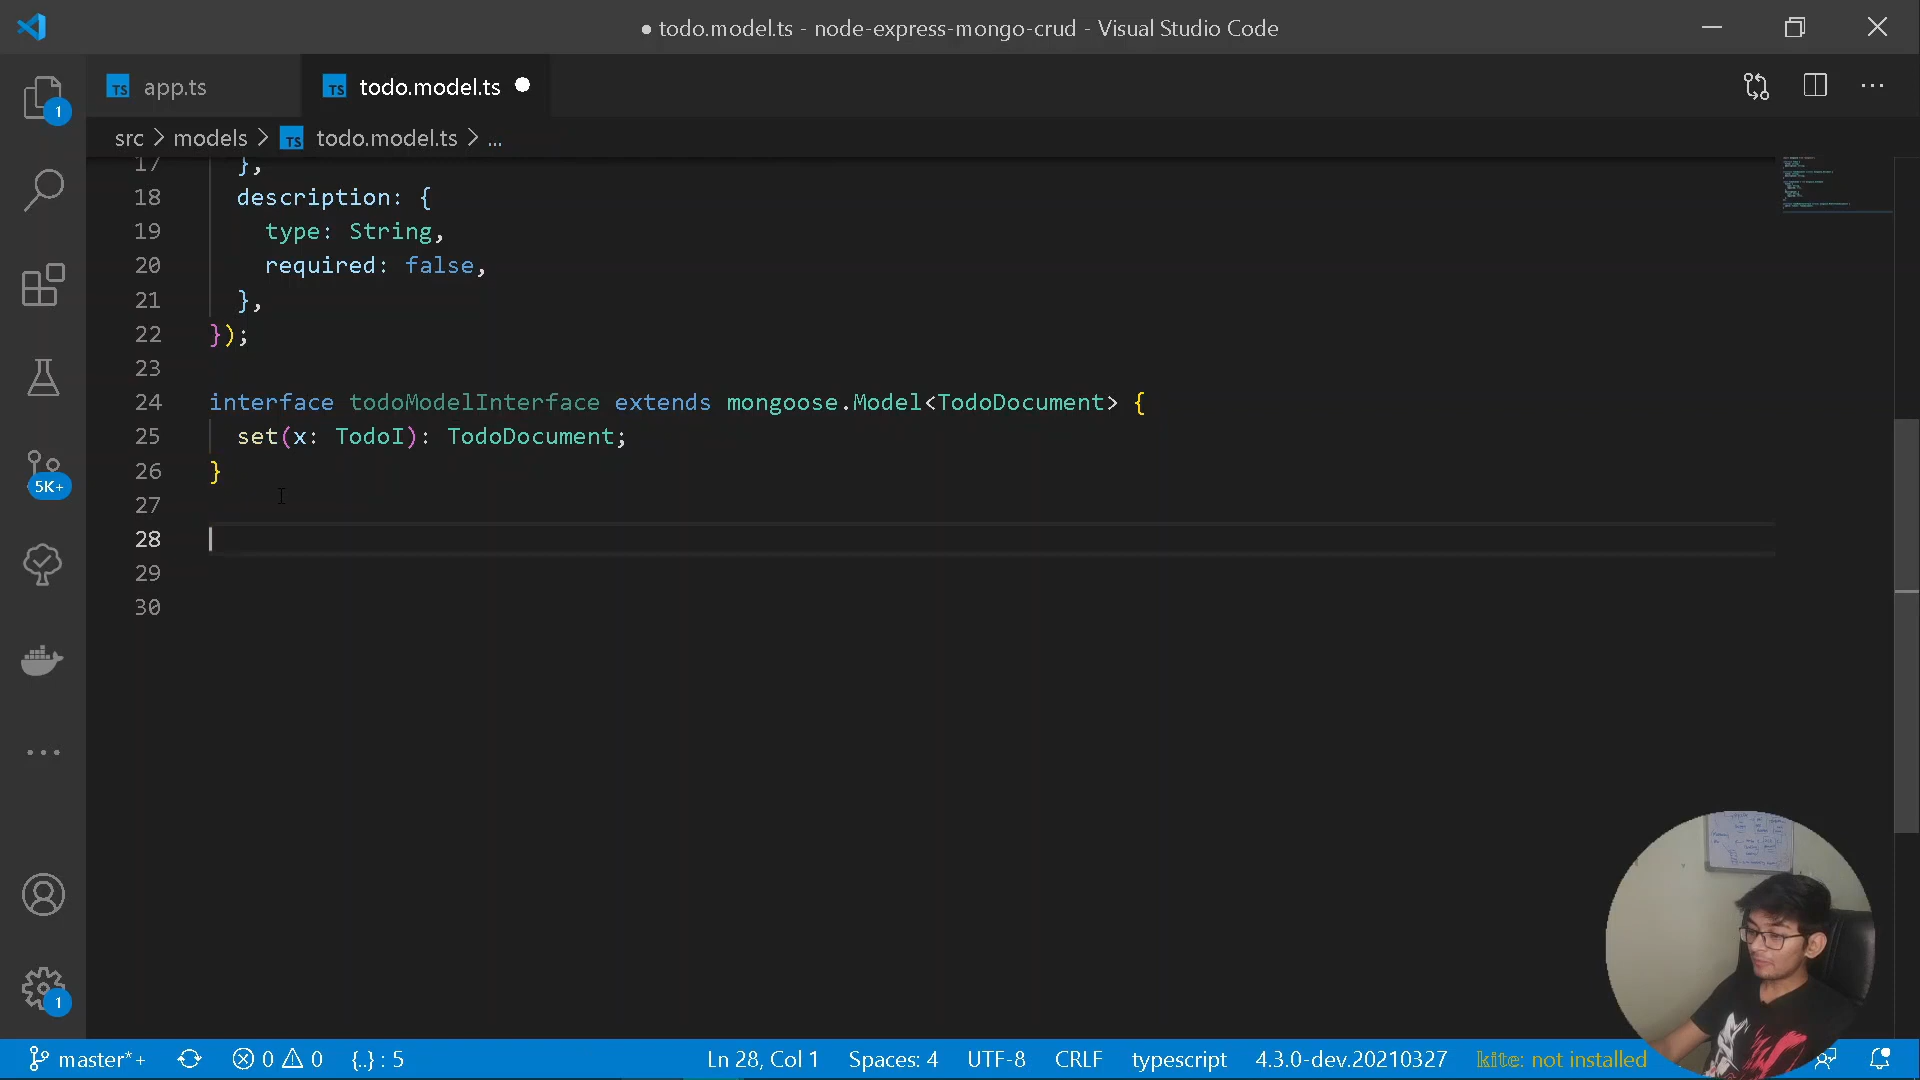 ● todo.model.ts - node-express-mongo-crud - Visual Studio Code
TS app.ts
TS todo.model.ts ●
src > models > TS todo.model.ts > ...
1
17 },
18 description: {
19 type: String,
20 required: false,
21 },
22 });
23
24 interface todoModelInterface extends mongoose.Model<TodoDocument> {
25 set(x: TodoI): TodoDocument;
26 }
27
28
29
30
5K+
1
master*+ 0 0 {..} : 5 Ln 28, Col 1 Spaces: 4 UTF-8 CRLF typescript 4.3.0-dev.20210327 kite: not installed